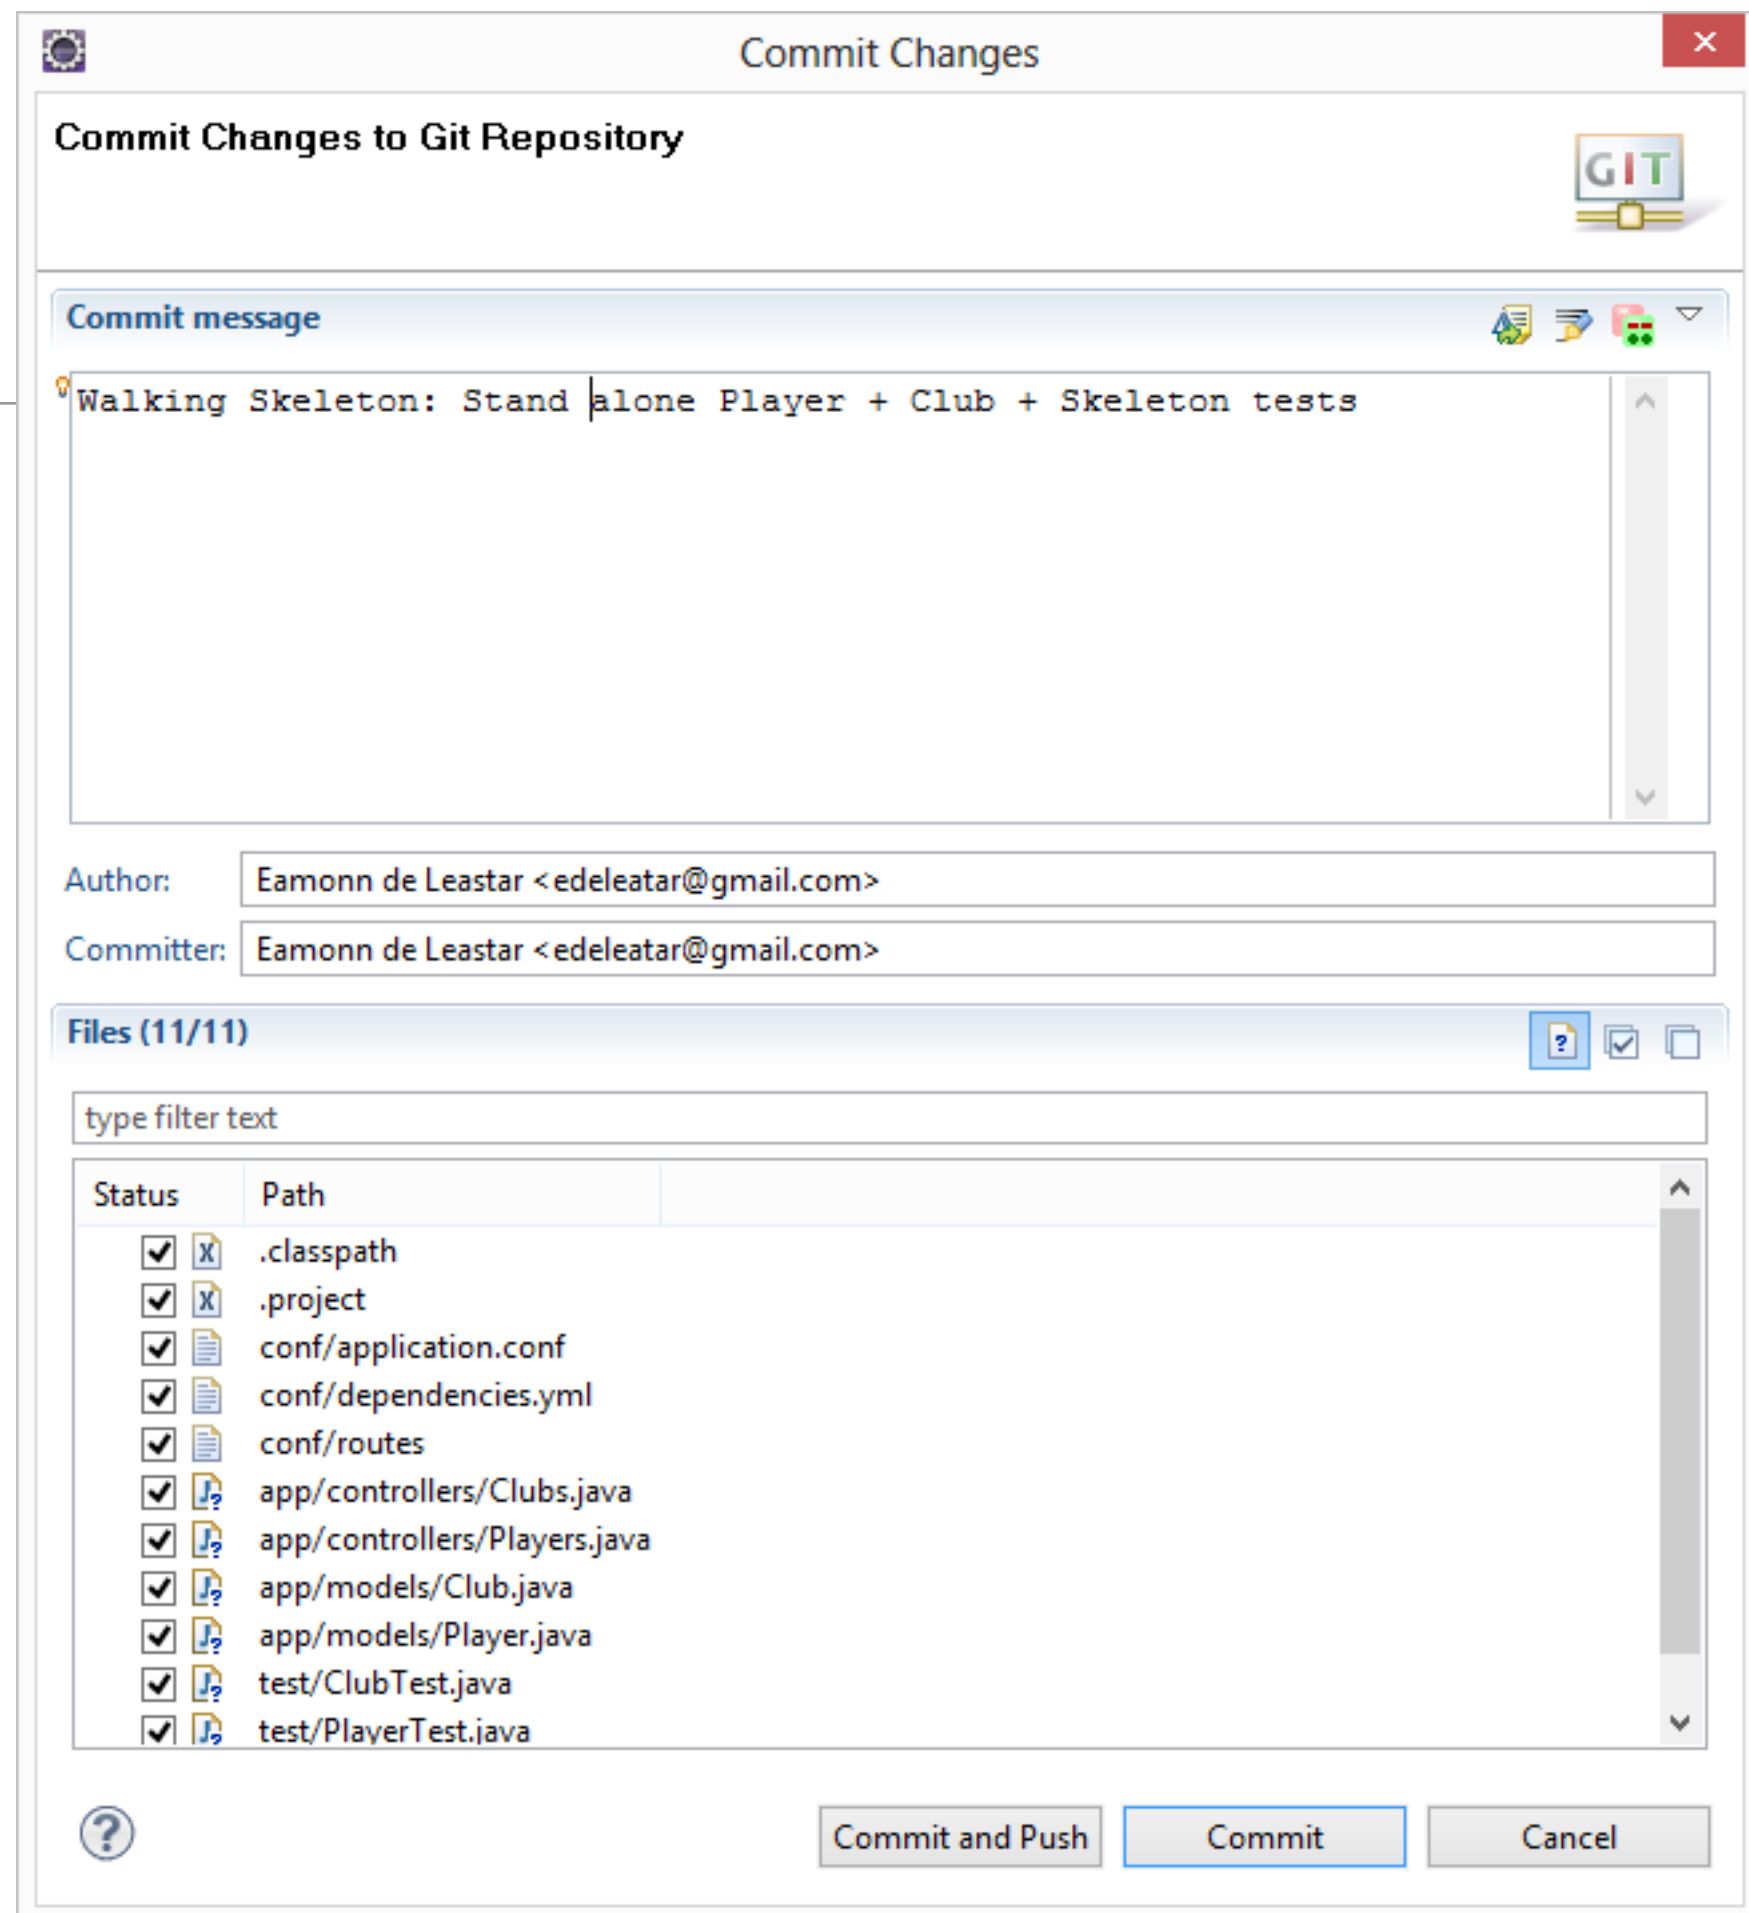 Commit Changes
Commit Changes to Git Repository
GIT
Commit message
Walking Skeleton: Stand alone Player + Club + Skeleton tests
Author: Eamonn de Leastar <edeleatar@gmail.com>
Committer: Eamonn de Leastar <edeleatar@gmail.com>
Files (11/11)
type filter text
Status Path
.classpath
.project
conf/application.conf
conf/dependencies.yml
conf/routes
app/controllers/Clubs.java
app/controllers/Players.java
app/models/Club.java
app/models/Player.java
test/ClubTest.java
test/PlayerTest.java
Commit and Push Commit Cancel